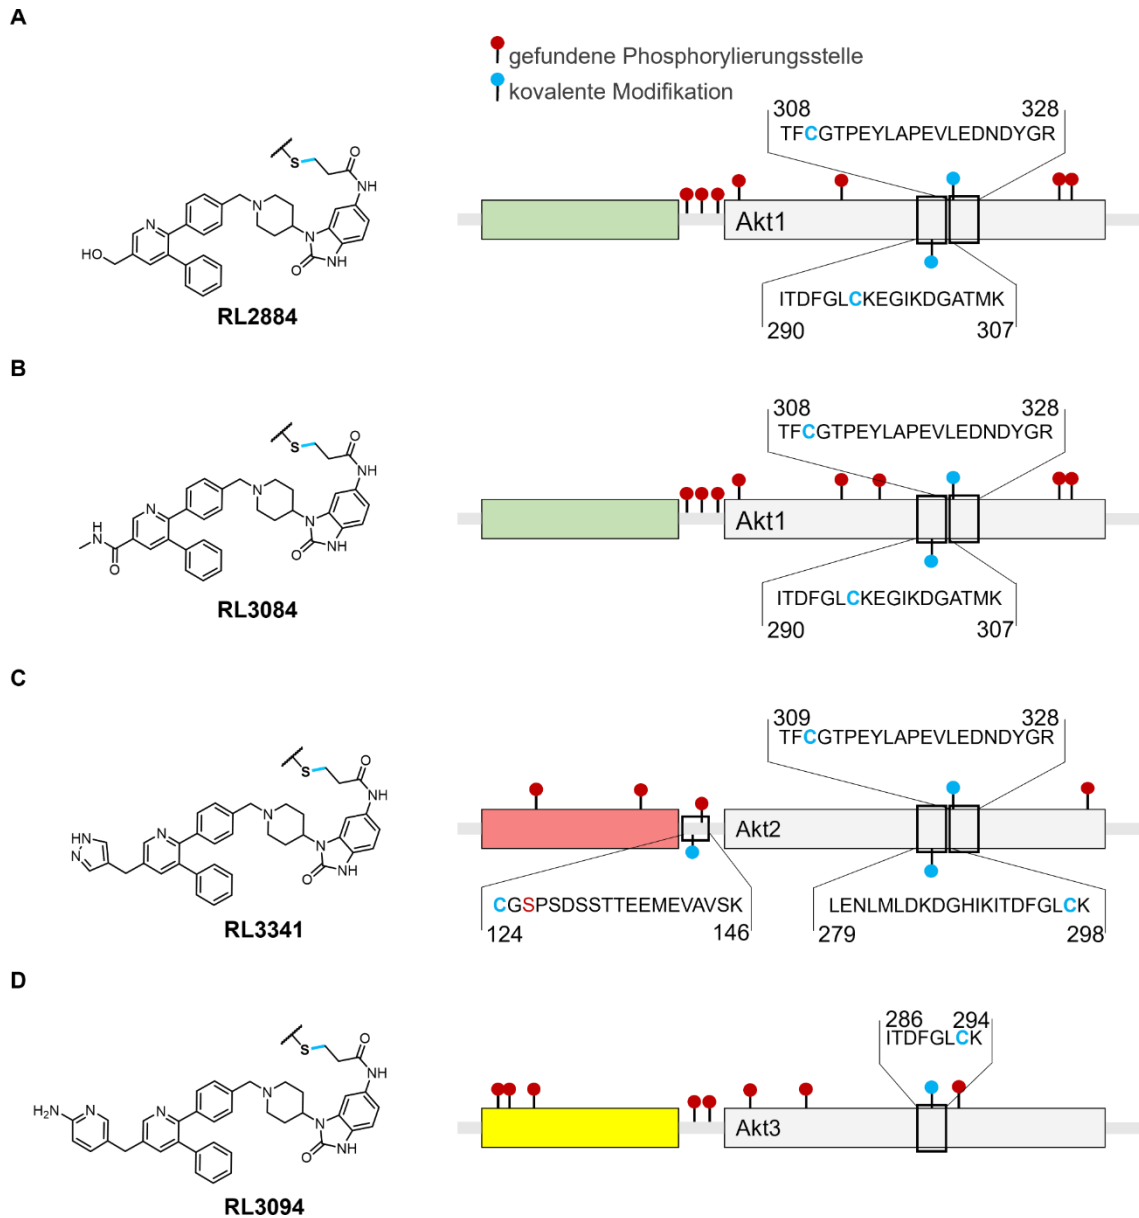 A
gefundene Phosphorylierungsstelle
kovalente Modifikation
308 328
TFCGTPEYLAPEVLEDNDYGR
S
O
NH
N
N
N
HO
O
NH
RL2884
Akt1
ITDFGLCKEGIKDGATMK
290 307
B
308 328
TFCGTPEYLAPEVLEDNDYGR
S
O
NH
N
N
H
N
N
O
O
NH
RL3084
Akt1
ITDFGLCKEGIKDGATMK
290 307
C
309 328
TFCGTPEYLAPEVLEDNDYGR
S
O
NH
N
N
HN
N
N
O
NH
RL3341
Akt2
CGSPSDSSTTEEMEVAVSK
124 146
LENLMLDKDGHIKITDFGLCK
279 298
D
286 294
ITDFGLCK
S
O
NH
N
N
H2N
N
N
O
NH
RL3094
Akt3